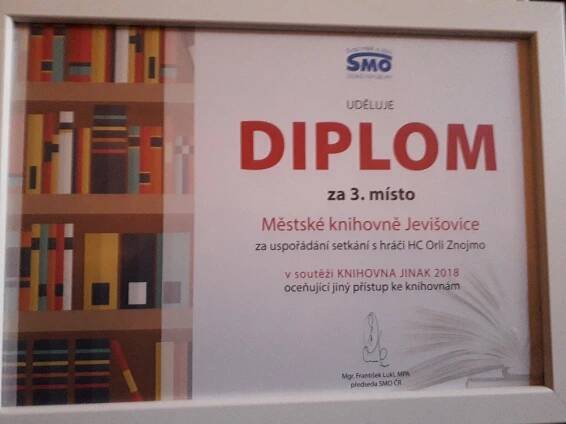 SMO
UDĚLUJE
DIPLOM
za 3. místo
Městské knihovně Jevišovice
za uspořádání setkání s hráči HC Orli Znojmo
v soutěži KNIHOVNA JINAK 2018
oceňující jiný přístup ke knihovnám
Mgr. František Lukl, MPA
předseda SMO ČR